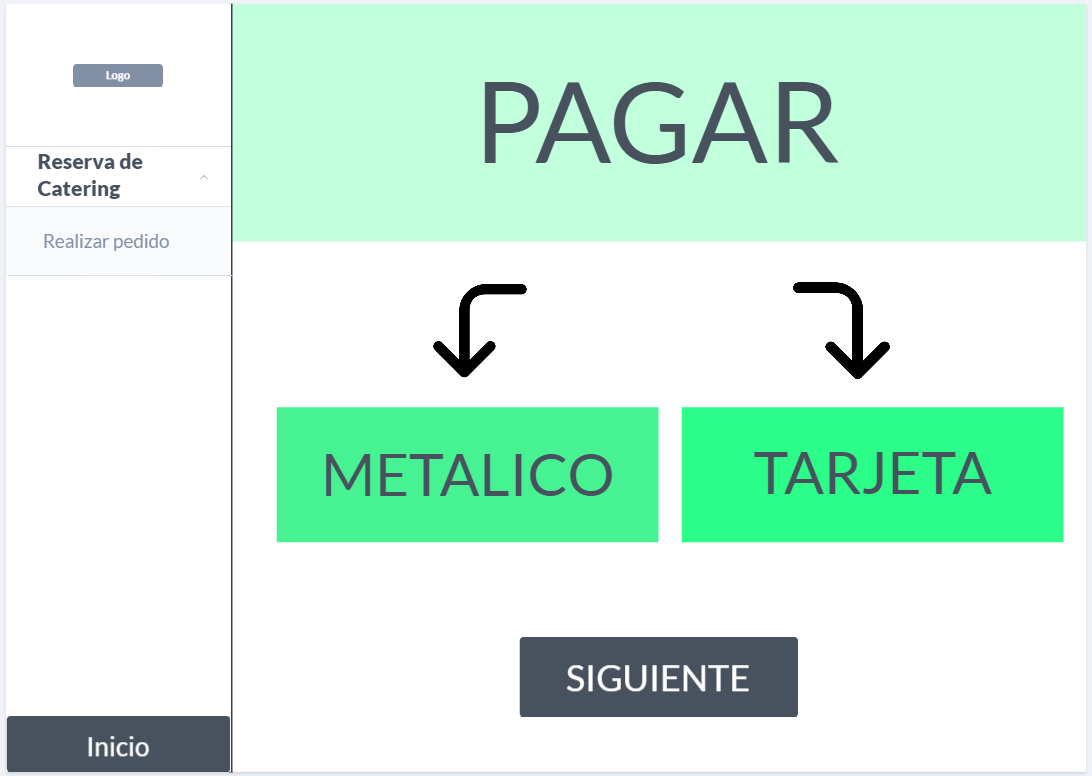 Logo
Reserva de
Catering
Realizar pedido
PAGAR
METALICO
TARJETA
SIGUIENTE
Inicio